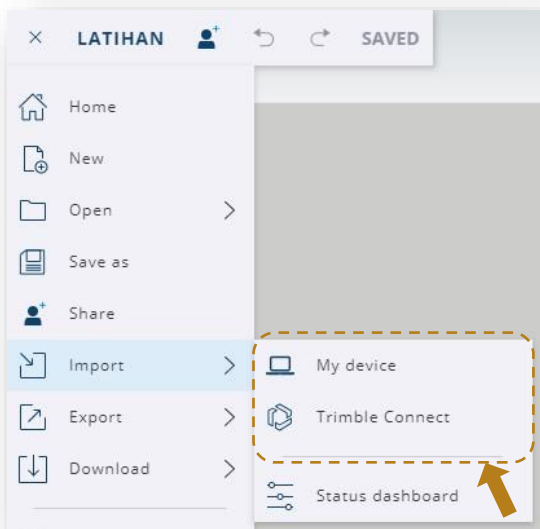 LATIHAN SAVED
Home
New
Open
Save as
Share
Import
My device
Export
Trimble Connect
Download
Status dashboard